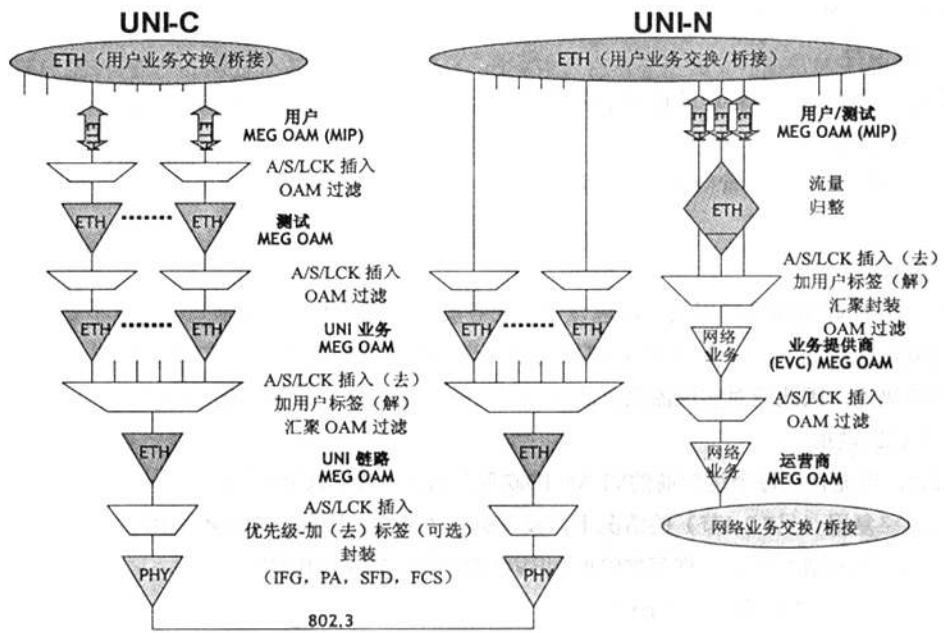 UNI-C
UNI-N
ETH（用户业务交换/桥接）
ETH（用户业务交换/桥接）
用户
MEG OAM (MIP)
用户/测试
MEG OAM (MIP)
A/S/LCK 插入
OAM 过滤
流量
归整
ETH
ETH
ETH
测试
MEG OAM
A/S/LCK 插入
OAM 过滤
A/S/LCK 插入（去）
加用户标签（解）
汇聚封装
OAM 过滤
ETH
ETH
UNI 业务
MEG OAM
ETH
ETH
网络
业务
业务提供商
(EVC) MEG OAM
A/S/LCK 插入（去）
加用户标签（解）
汇聚 OAM 过滤
A/S/LCK 插入
OAM 过滤
ETH
UNI 链路
MEG OAM
ETH
网络
业务
运营商
MEG OAM
A/S/LCK 插入
优先级-加（去）标签（可选）
封装
（IFG，PA，SFD，FCS）
网络业务交换/桥接
PHY
PHY
802.3